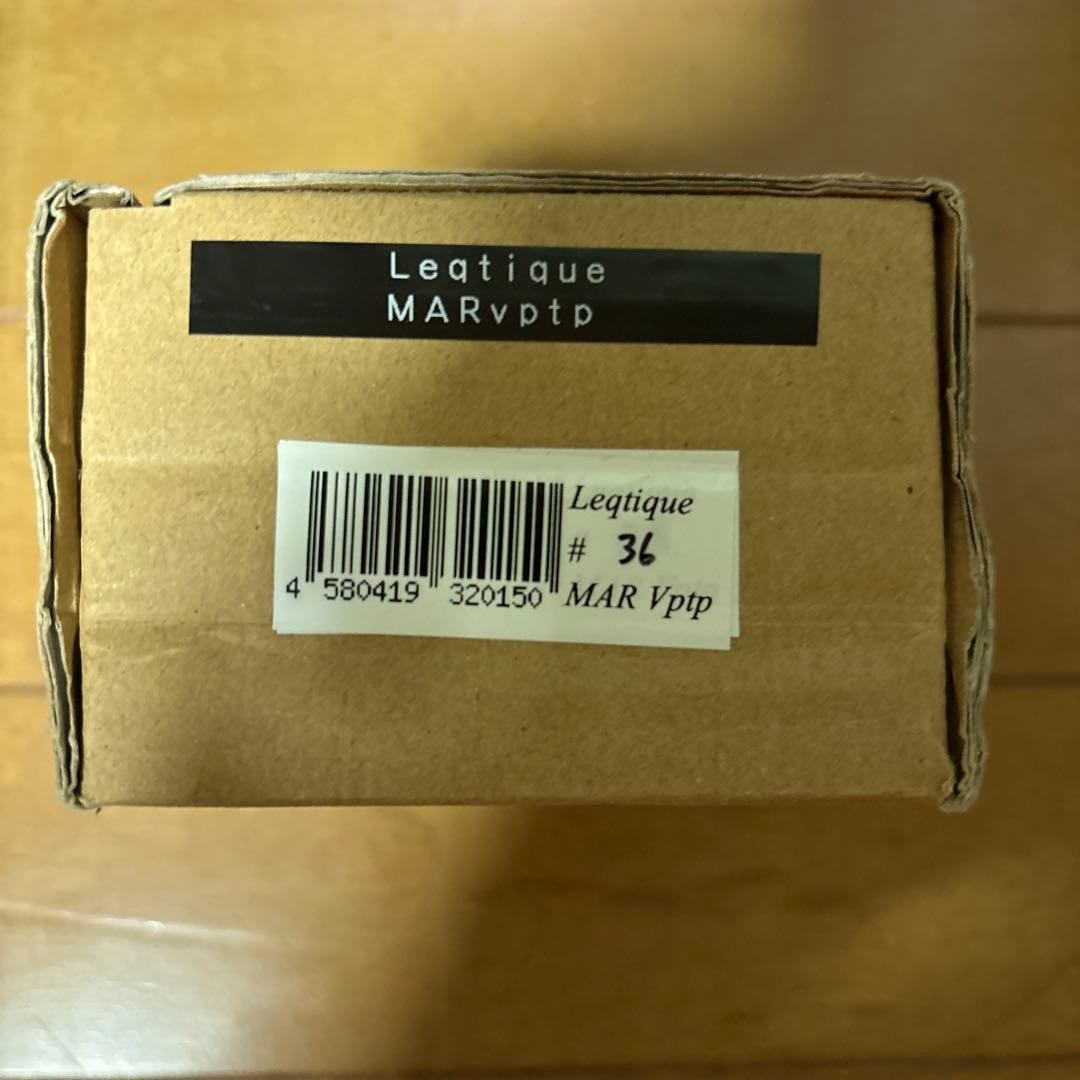 Leqtique
MARvptp
Leqtique
# 36
MAR Vptp
4 580419 320150